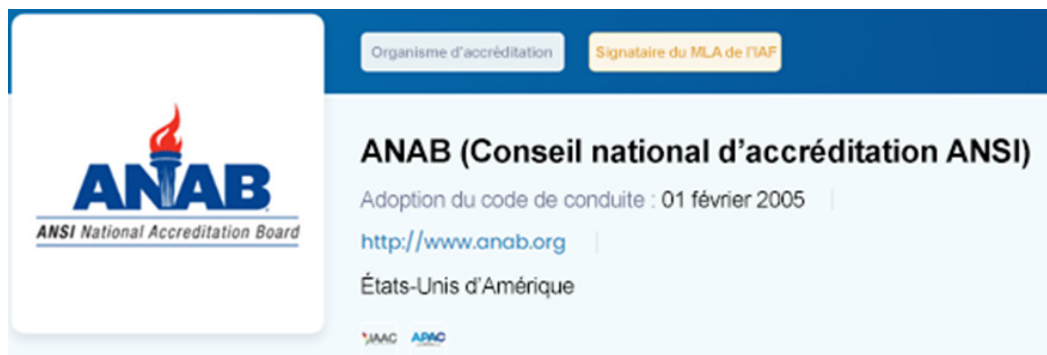 Organisme d'accréditation
Signataire du MLA de l'IAF
ANAB
ANSI National Accreditation Board
ANAB (Conseil national d'accréditation ANSI)
Adoption du code de conduite : 01 février 2005
http://www.anab.org
États-Unis d'Amérique
IAAC APAC